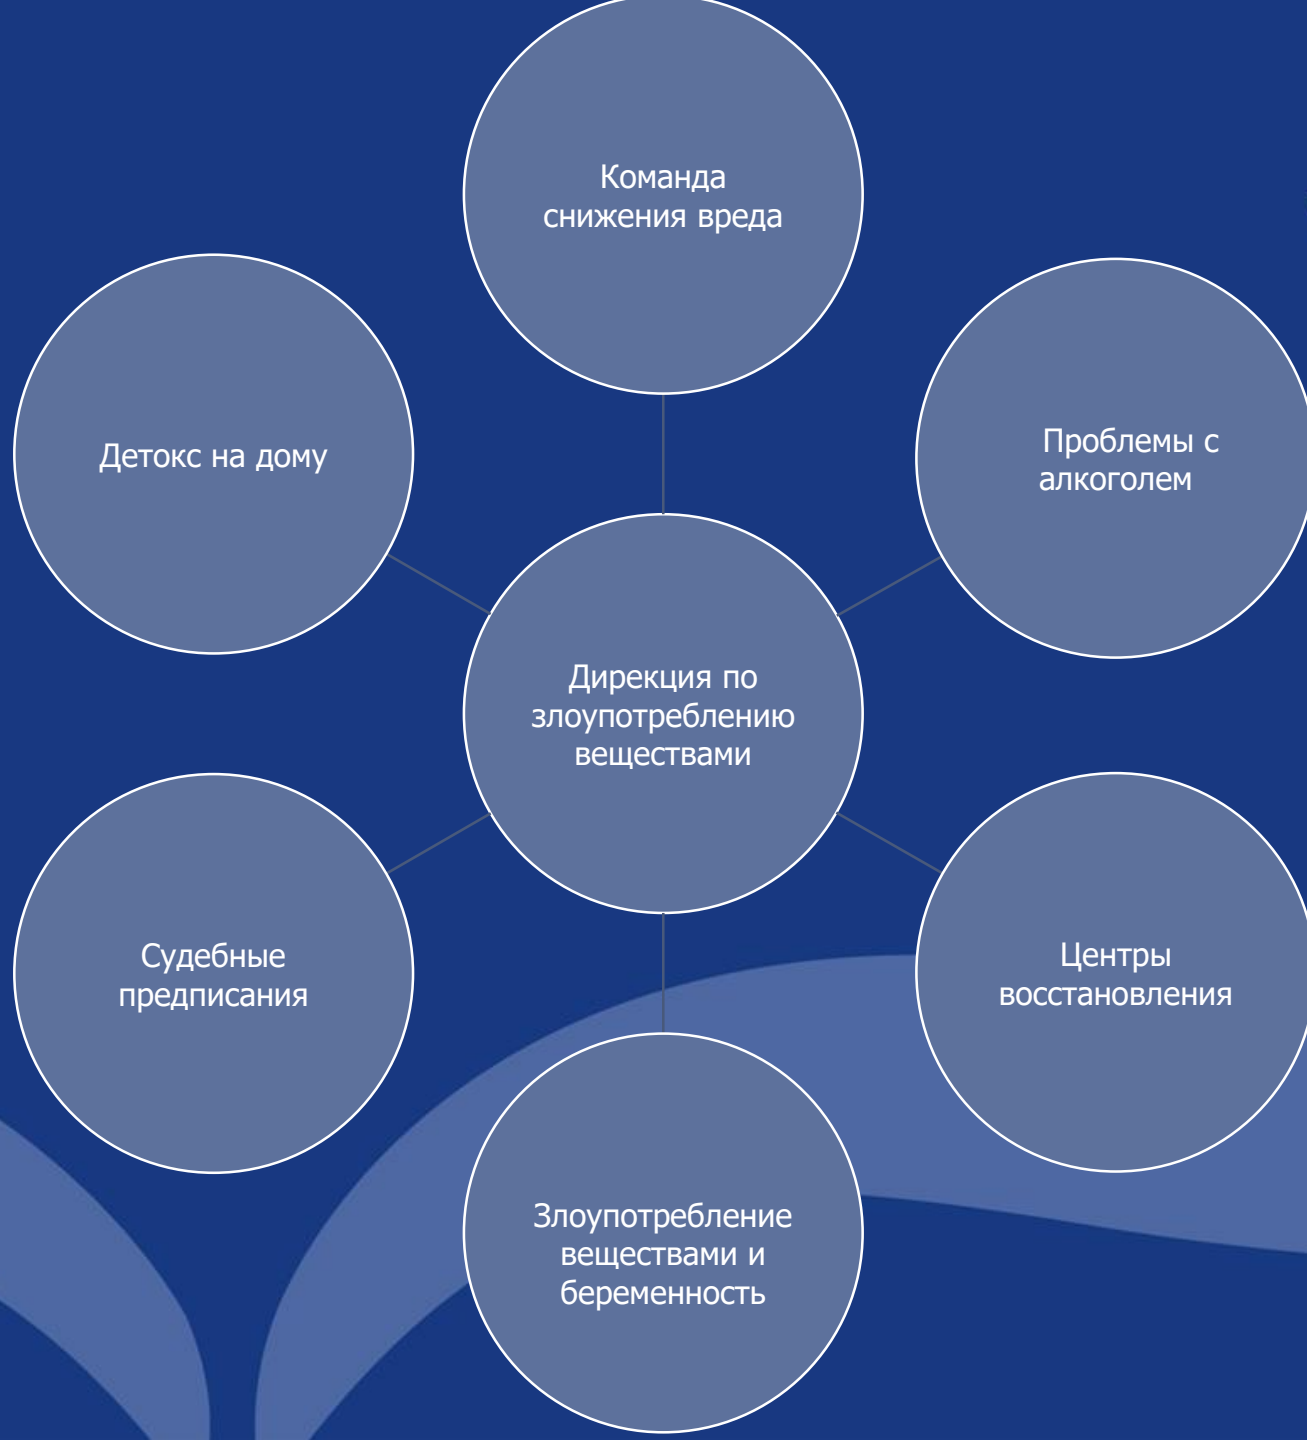 Команда
снижения вреда
Проблемы с
алкоголем
Детокс на дому
Дирекция по
злоупотреблению
веществами
Судебные
предписания
Центры
восстановления
Злоупотребление
веществами и
беременность